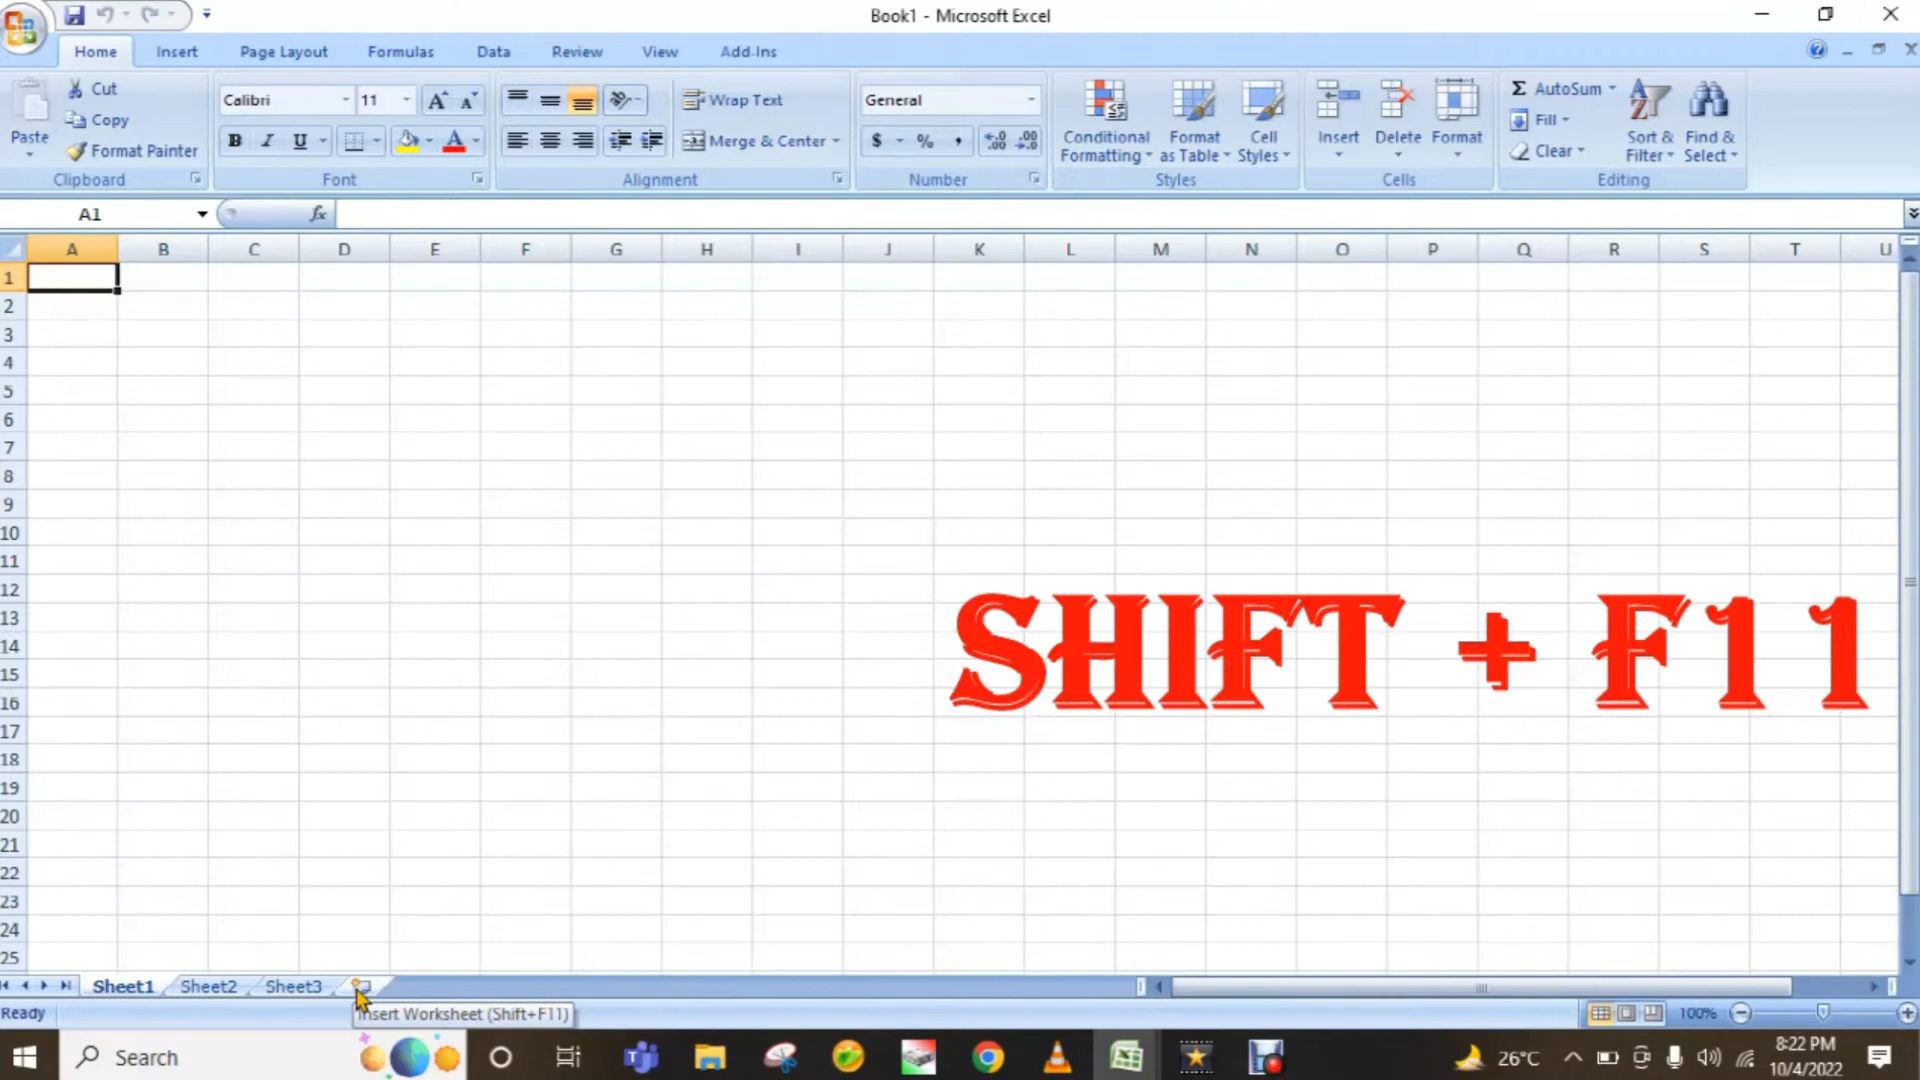 Book1 - Microsoft Excel
Home Insert Page Layout Formulas Data Review View Add-Ins
Paste
Cut
Copy
Format Painter
Clipboard
Calibri 11
B I U A
Font
Wrap Text
Merge & Center
Alignment
General
$ % ,
Number
Conditional Formatting
Format as Table
Cell Styles
Styles
Insert Delete Format
Cells
Σ AutoSum
Fill
Clear
Sort & Filter
Find & Select
Editing
A1 fx
A B C D E F G H I J K L M N O P Q R S T U
1
2
3
4
5
6
7
8
9
10
11
12
13
14
15
16
17
18
19
20
21
22
23
24
25
SHIFT + F11
Sheet1 Sheet2 Sheet3
Insert Worksheet (Shift+F11)
Ready 100%
Search 26°C 8:22 PM
10/4/2022